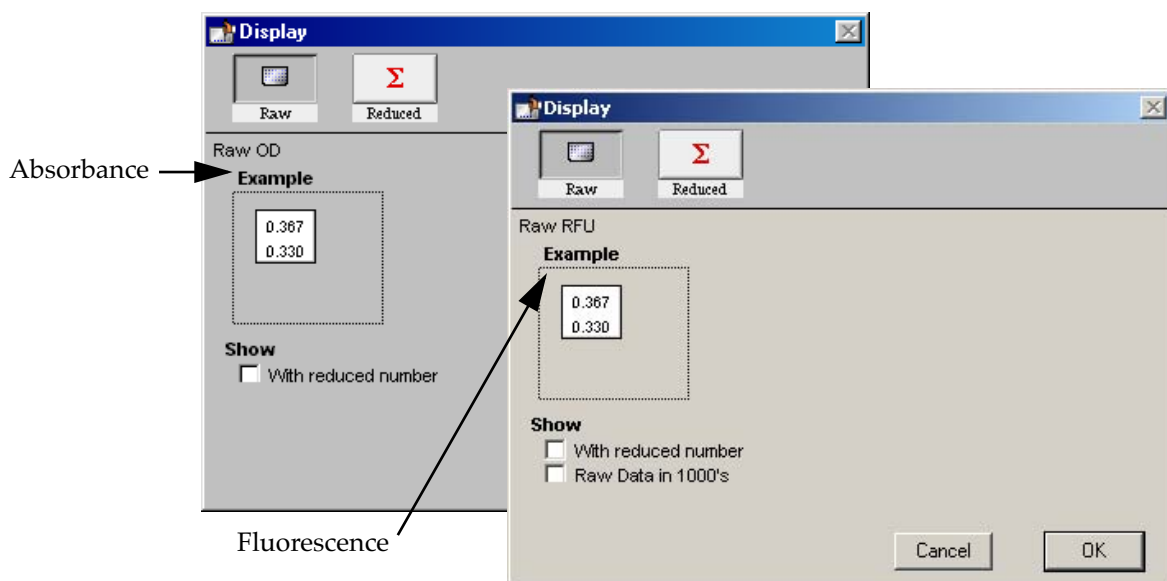 Display
Raw
Σ
Reduced
Raw OD
Absorbance
Example
0.367
0.330
Show
With reduced number
Fluorescence
Display
Raw
Σ
Reduced
Raw RFU
Example
0.367
0.330
Show
With reduced number
Raw Data in 1000's
Cancel
OK